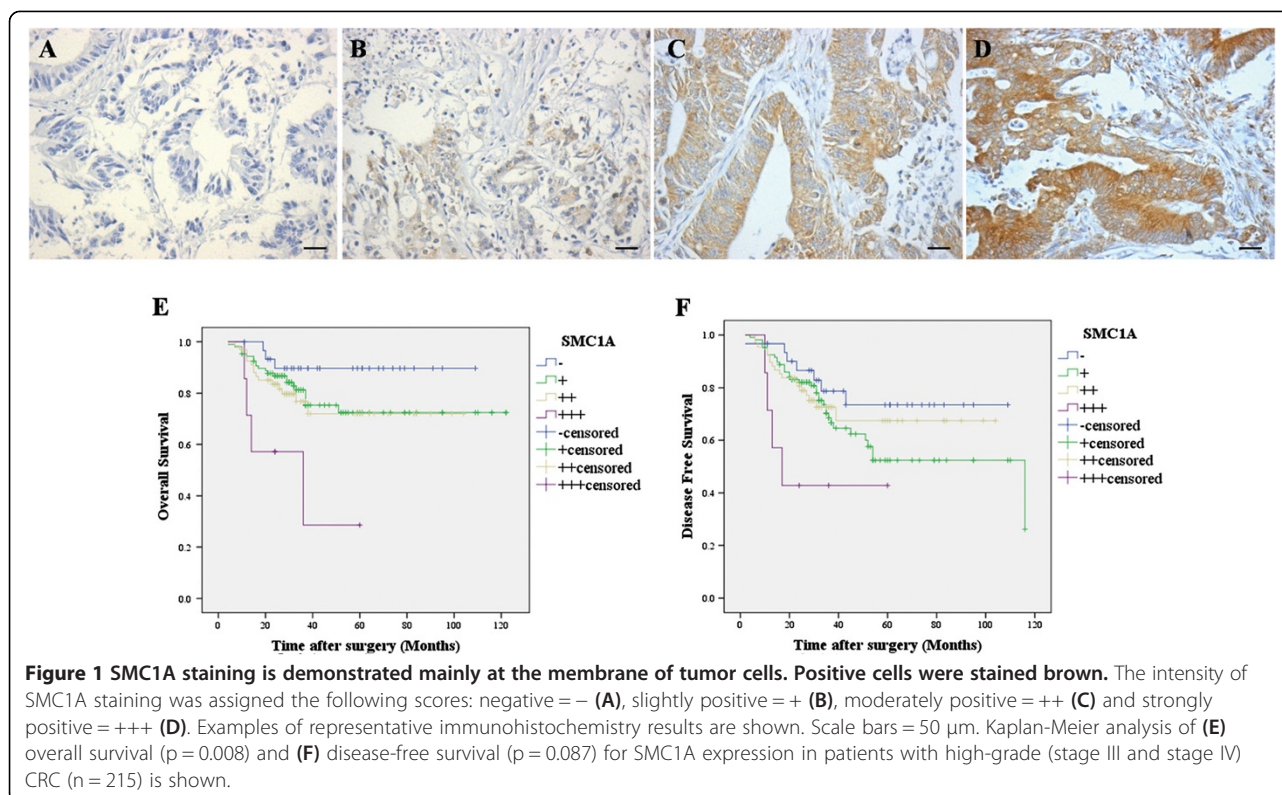 A
B
C
D
E
F
Overall Survival
1.0
0.8
0.6
0.4
0.2
0.0
0
20
40
60
80
100
120
Time after surgery (Months)
SMC1A
-
+
++
+++
-censored
+censored
++censored
+++censored
Disease Free Survival
1.0
0.8
0.6
0.4
0.2
0.0
0
20
40
60
80
100
120
Time after surgery (Months)
SMC1A
-
+
++
+++
-censored
+censored
++censored
+++censored
Figure 1 SMC1A staining is demonstrated mainly at the membrane of tumor cells. Positive cells were stained brown. The intensity of
SMC1A staining was assigned the following scores: negative = − (A), slightly positive = + (B), moderately positive = ++ (C) and strongly
positive = +++ (D). Examples of representative immunohistochemistry results are shown. Scale bars = 50 μm. Kaplan-Meier analysis of (E)
overall survival (p = 0.008) and (F) disease-free survival (p = 0.087) for SMC1A expression in patients with high-grade (stage III and stage IV)
CRC (n = 215) is shown.